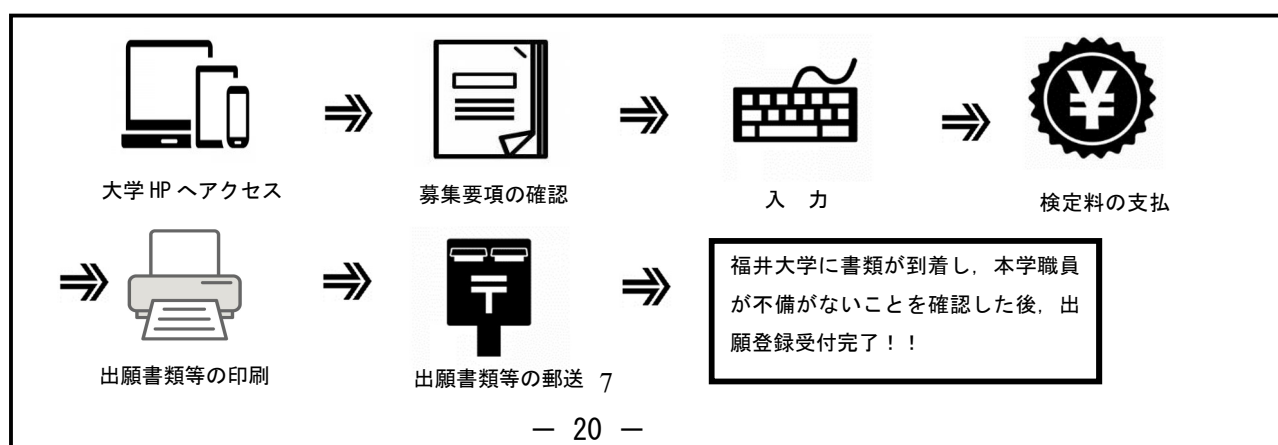 大学 HP へアクセス
募集要項の確認
入　力
¥
検定料の支払
〒
出願書類等の印刷
出願書類等の郵送 7
福井大学に書類が到着し，本学職員
が不備がないことを確認した後，出
願登録受付完了！！
― 20 ―